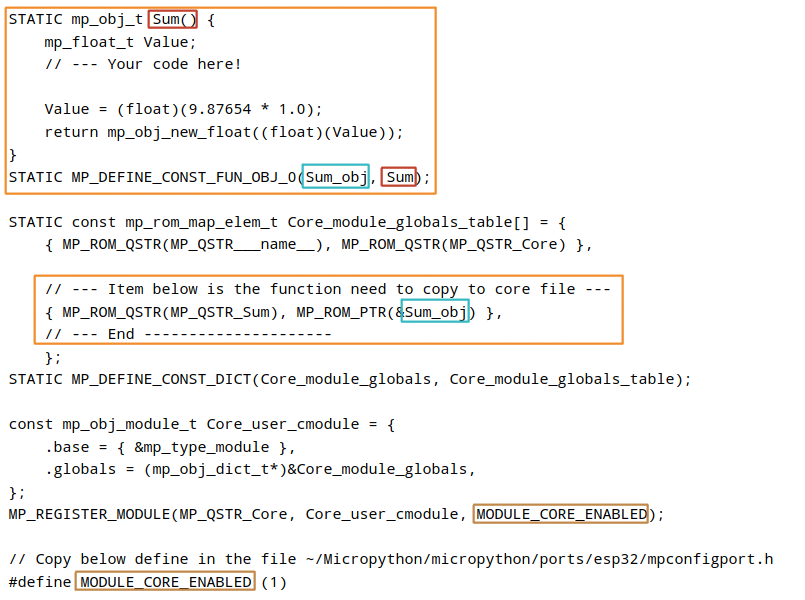 STATIC mp_obj_t Sum() {
    mp_float_t Value;
    // --- Your code here!
    Value = (float)(9.87654 * 1.0);
    return mp_obj_new_float((float)(Value));
}
STATIC MP_DEFINE_CONST_FUN_OBJ_0(Sum_obj, Sum);
STATIC const mp_rom_map_elem_t Core_module_globals_table[] = {
    { MP_ROM_QSTR(MP_QSTR___name__), MP_ROM_QSTR(MP_QSTR_Core) },
    // --- Item below is the function need to copy to core file ---
    { MP_ROM_QSTR(MP_QSTR_Sum), MP_ROM_PTR(&Sum_obj) },
    // --- End ---------------------
    };
STATIC MP_DEFINE_CONST_DICT(Core_module_globals, Core_module_globals_table);
const mp_obj_module_t Core_user_cmodule = {
    .base = { &mp_type_module },
    .globals = (mp_obj_dict_t*)&Core_module_globals,
};
MP_REGISTER_MODULE(MP_QSTR_Core, Core_user_cmodule, MODULE_CORE_ENABLED);
// Copy below define in the file ~/Micropython/micropython/ports/esp32/mpconfigport.h
#define MODULE_CORE_ENABLED (1)